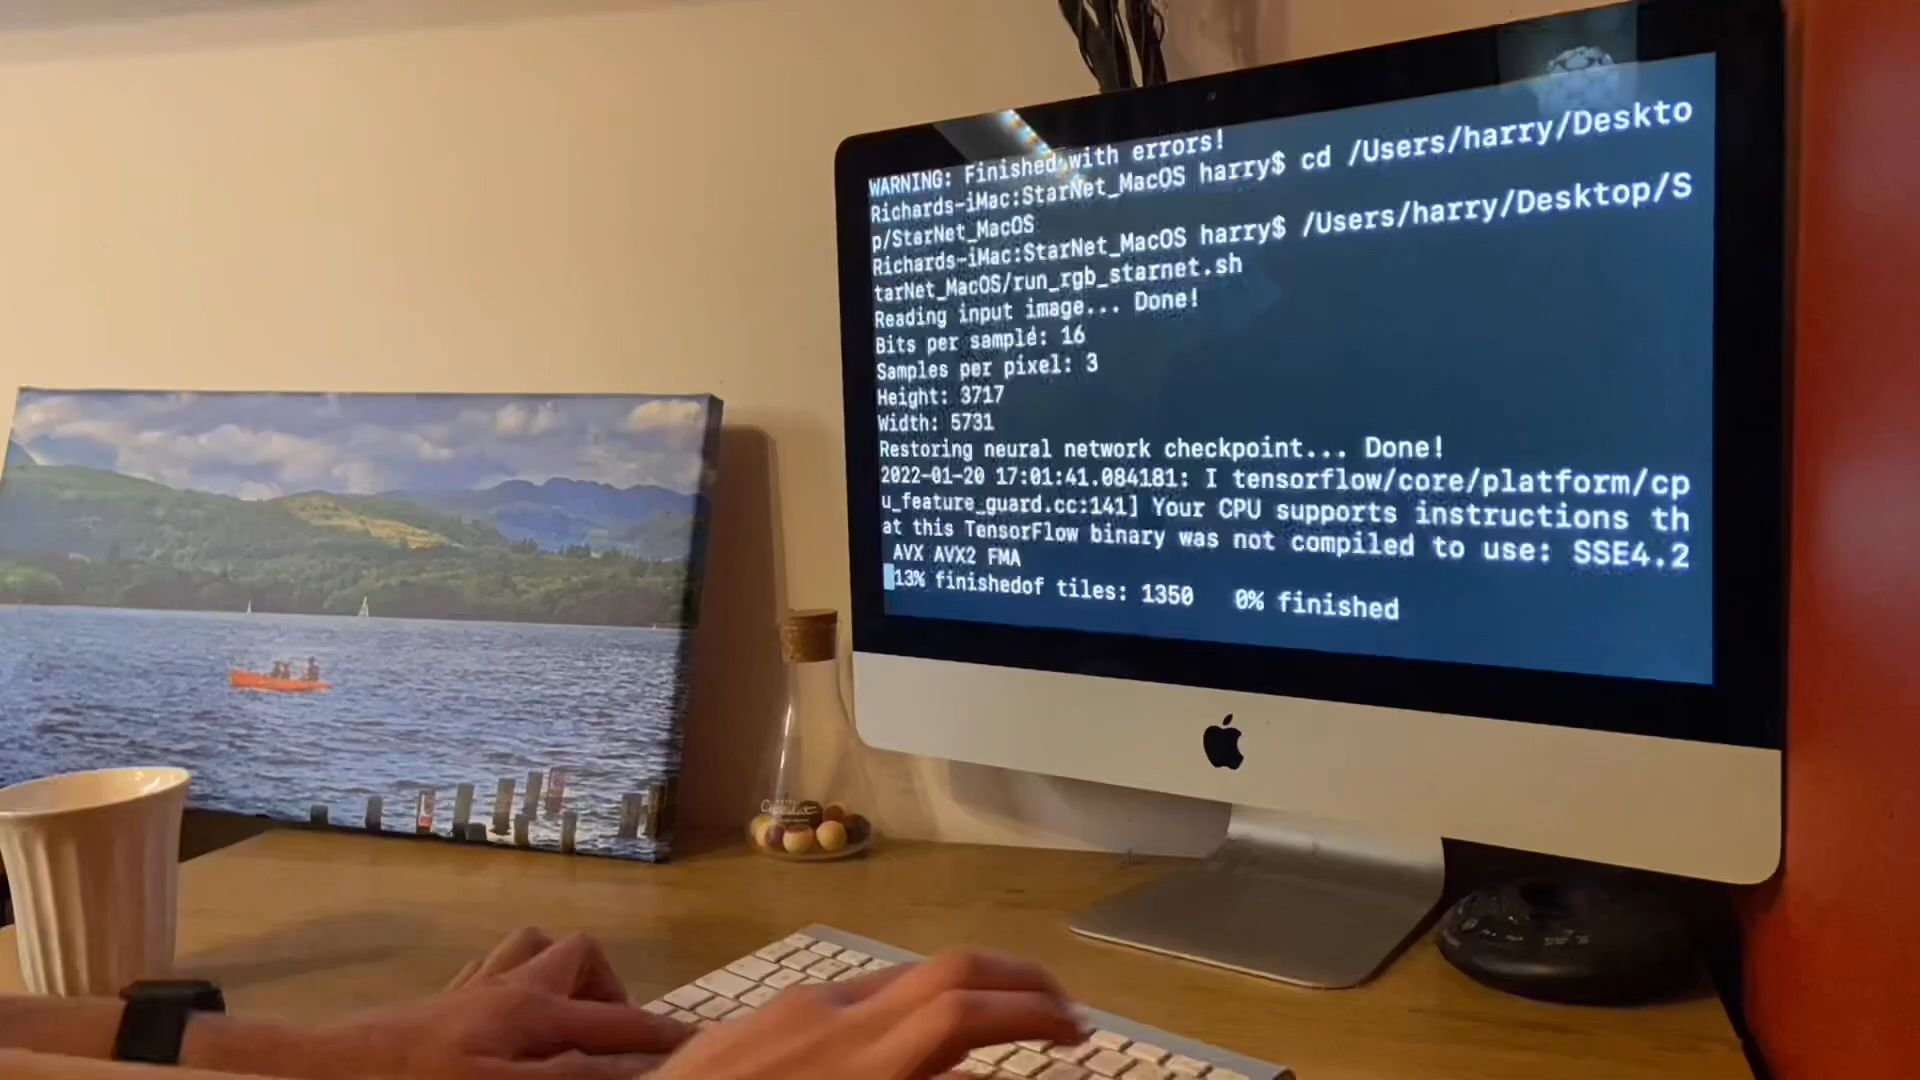 WARNING: Finished with errors!
Richards-iMac:StarNet_MacOS harry$ cd /Users/harry/Deskto
p/StarNet_MacOS
Richards-iMac:StarNet_MacOS harry$ /Users/harry/Desktop/S
tarNet_MacOS/run_rgb_starnet.sh
Reading input image... Done!
Bits per sample: 16
Samples per pixel: 3
Height: 3717
Width: 5731
Restoring neural network checkpoint... Done!
2022-01-20 17:01:41.084181: I tensorflow/core/platform/cp
u_feature_guard.cc:141] Your CPU supports instructions th
at this TensorFlow binary was not compiled to use: SSE4.2
AVX AVX2 FMA
13% finishedof tiles: 1350 0% finished